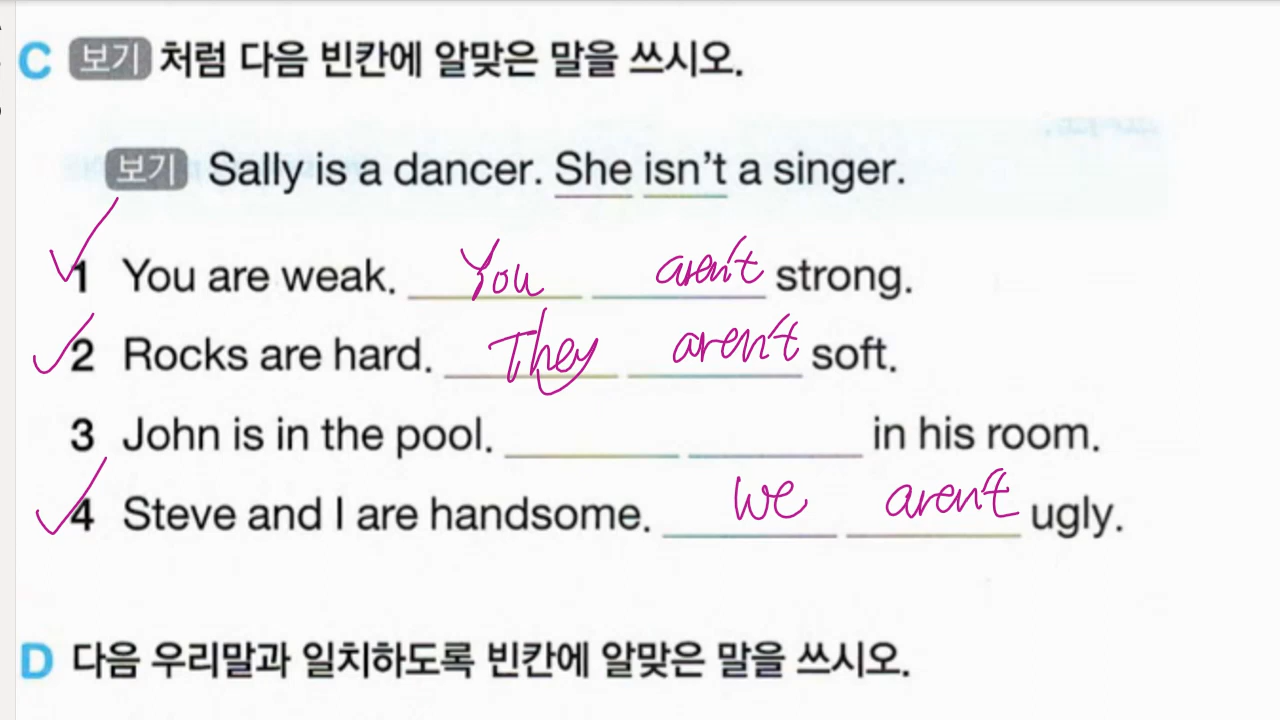 C 보기 처럼 다음 빈칸에 알맞은 말을 쓰시오.
보기 Sally is a dancer. She isn't a singer.
1 You are weak. You aren't strong.
2 Rocks are hard. They aren't soft.
3 John is in the pool. in his room.
4 Steve and I are handsome. We aren't ugly.
D 다음 우리말과 일치하도록 빈칸에 알맞은 말을 쓰시오.